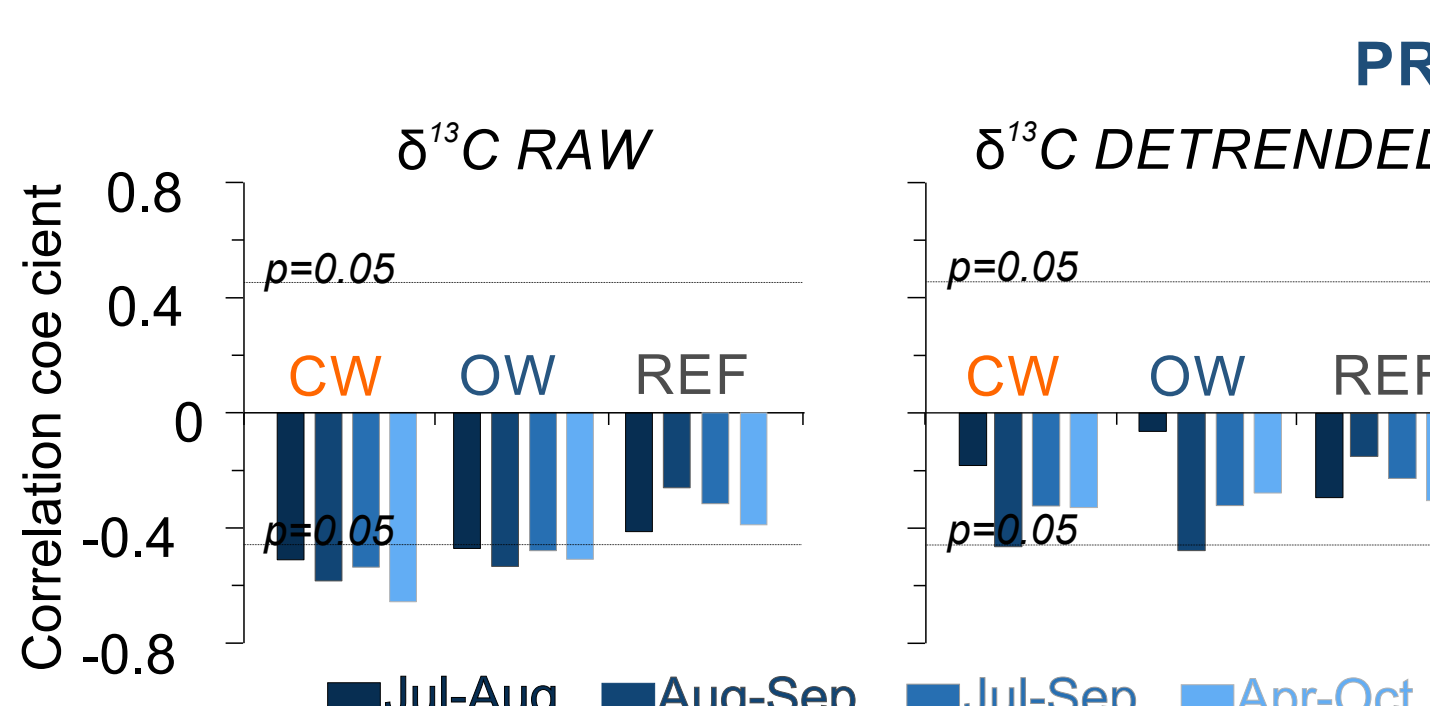 PR
δ¹³C RAW
δ¹³C DETRENDED
Correlation coe cient
0.8
0.4
0
-0.4
-0.8
p=0.05
p=0.05
CW OW REF
p=0.05
p=0.05
CW OW REF
Jul-Aug Aug-Sep Jul-Sep Apr-Oct